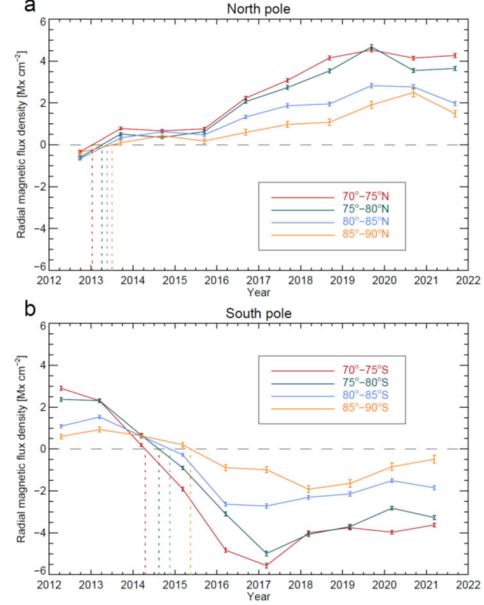 a
North pole
Radial magnetic flux density [Mx cm⁻²]
6
4
2
0
−2
−4
−6
70°−75°N
75°−80°N
80°−85°N
85°−90°N
2012 2013 2014 2015 2016 2017 2018 2019 2020 2021 2022
Year
b
South pole
Radial magnetic flux density [Mx cm⁻²]
6
4
2
0
−2
−4
−6
70°−75°S
75°−80°S
80°−85°S
85°−90°S
2012 2013 2014 2015 2016 2017 2018 2019 2020 2021 2022
Year